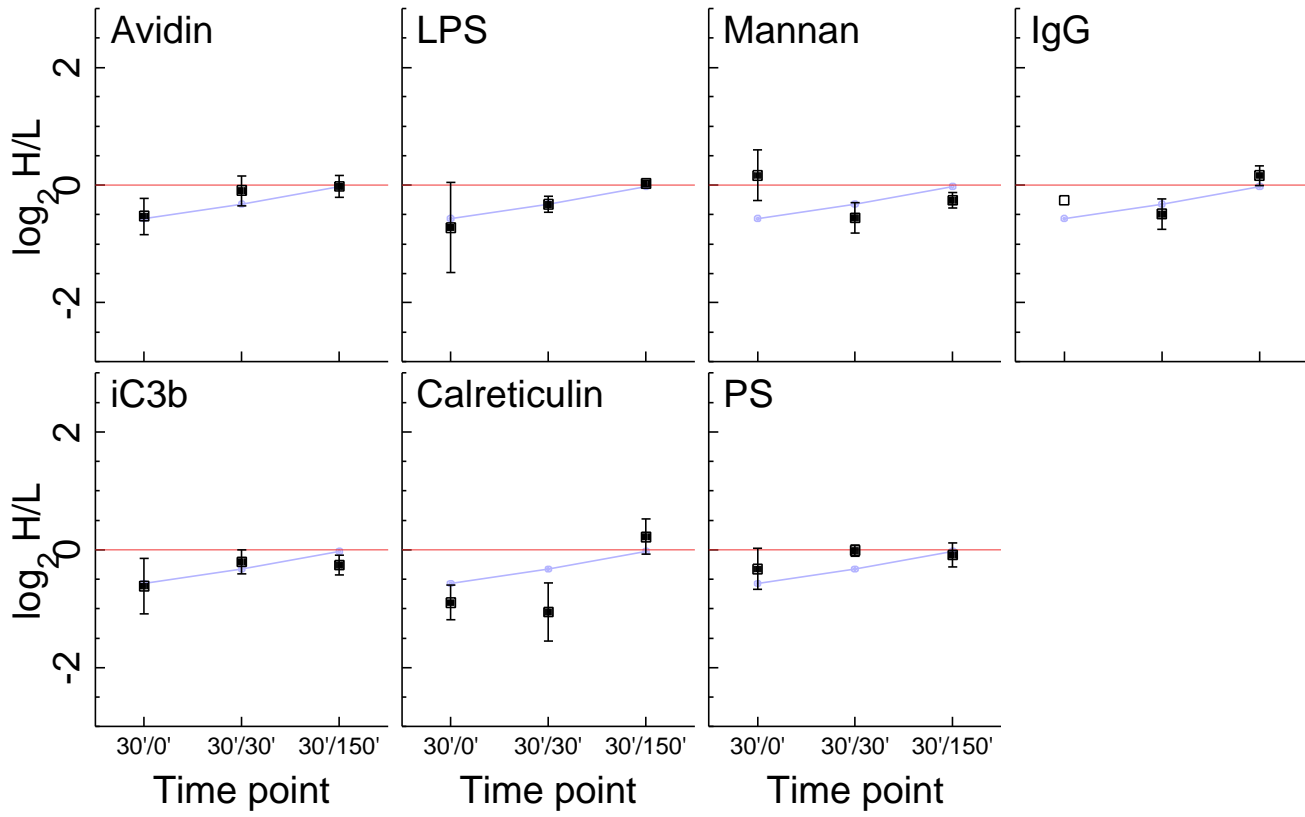 Avidin
LPS
Mannan
IgG
2
0
-2
log2 H/L
iC3b
Calreticulin
PS
2
0
-2
log2 H/L
30'/0' 30'/30' 30'/150'
30'/0' 30'/30' 30'/150'
30'/0' 30'/30' 30'/150'
Time point
Time point
Time point